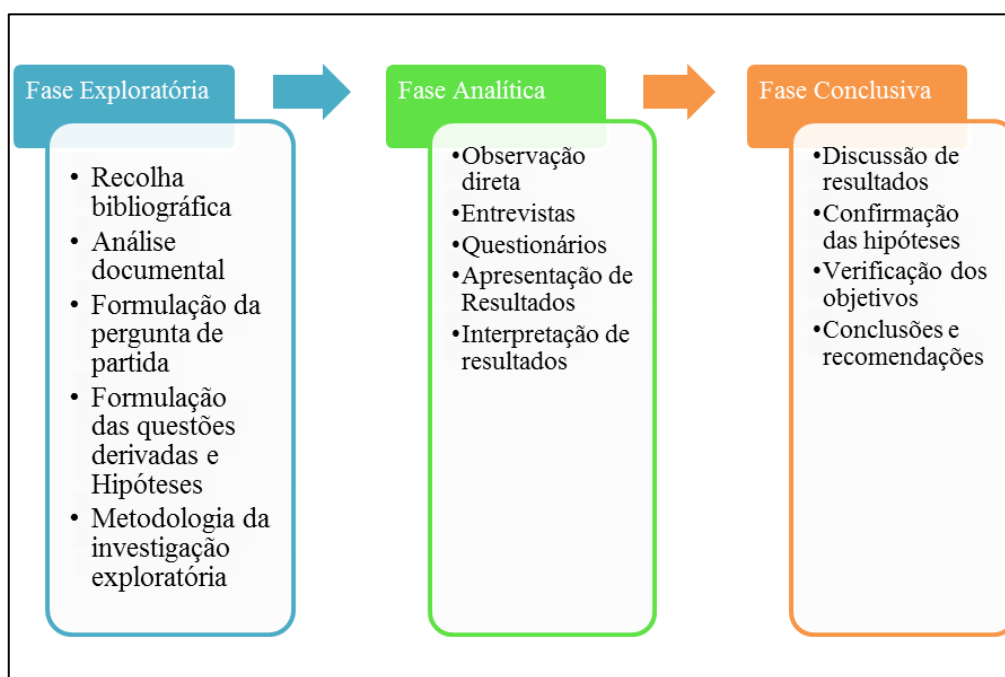 Fase Exploratória
• Recolha
bibliográfica
• Análise
documental
• Formulação da
pergunta de
partida
• Formulação
das questões
derivadas e
Hipóteses
• Metodologia da
investigação
exploratória
Fase Analítica
•Observação
direta
•Entrevistas
•Questionários
•Apresentação de
Resultados
•Interpretação de
resultados
Fase Conclusiva
•Discussão de
resultados
•Confirmação
das hipóteses
•Verificação dos
objetivos
•Conclusões e
recomendações